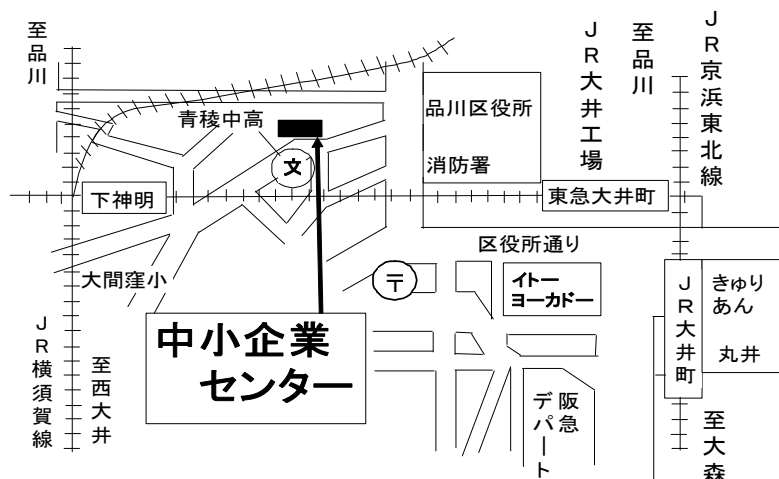 至品川
青稜中高
文
下神明
大間窪小
JR横須賀線
至西大井
中小企業
センター
品川区役所
消防署
JR大井工場
至品川
JR京浜東北線
東急大井町
区役所通り
〒
イトー
ヨーカドー
阪急
デパート
JR大井町
きゅり
あん
丸井
至大森